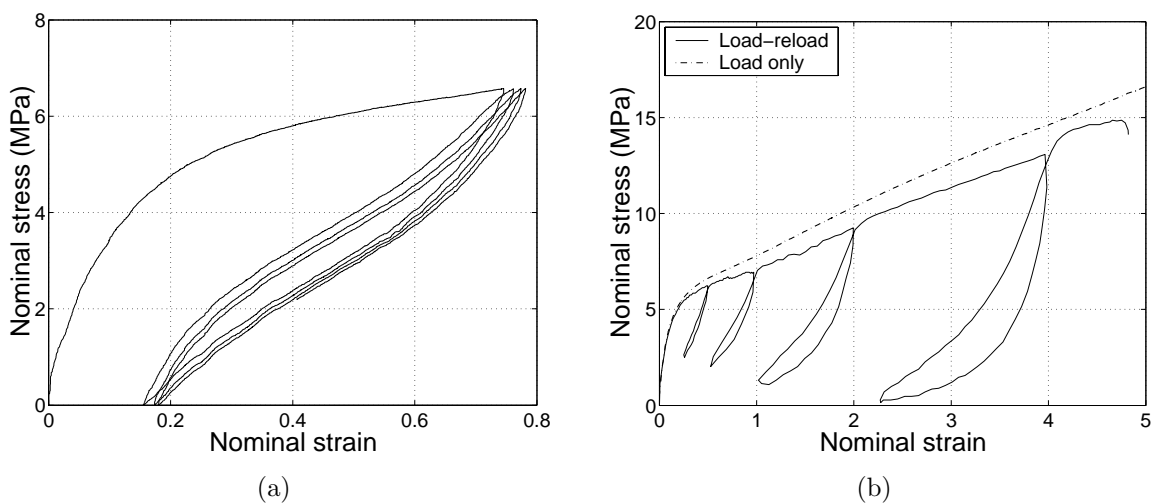 8
6
4
2
0
Nominal stress (MPa)
0
0.2
0.4
0.6
0.8
Nominal strain
(a)
20
15
10
5
0
Nominal stress (MPa)
Load−reload
Load only
0
1
2
3
4
5
Nominal strain
(b)